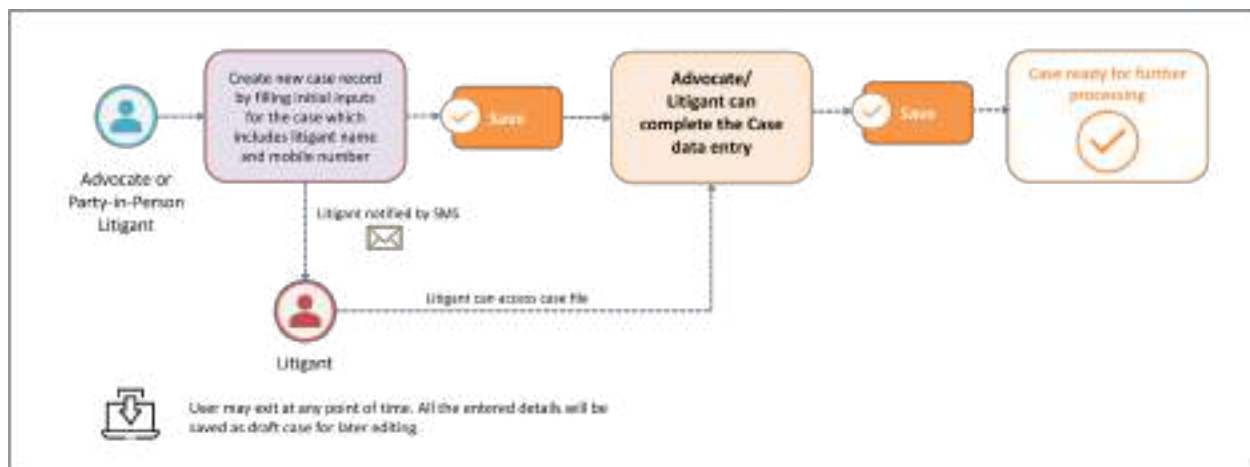 Create new case record
by filling initial inputs
for the case which
includes litigant name
and mobile number
Save
Advocate/
Litigant can
complete the Case
data entry
Save
Case ready for further
processing
Advocate or
Party-in-Person
Litigant
Litigant notified by SMS
Litigant can access case file
Litigant
User may exit at any point of time. All the entered details will be
saved as draft case for later editing